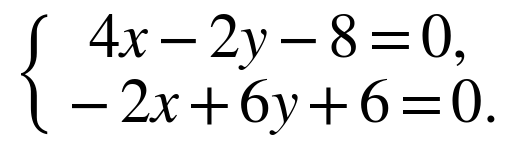 4x − 2y − 8 = 0,
− 2x + 6y + 6 = 0.